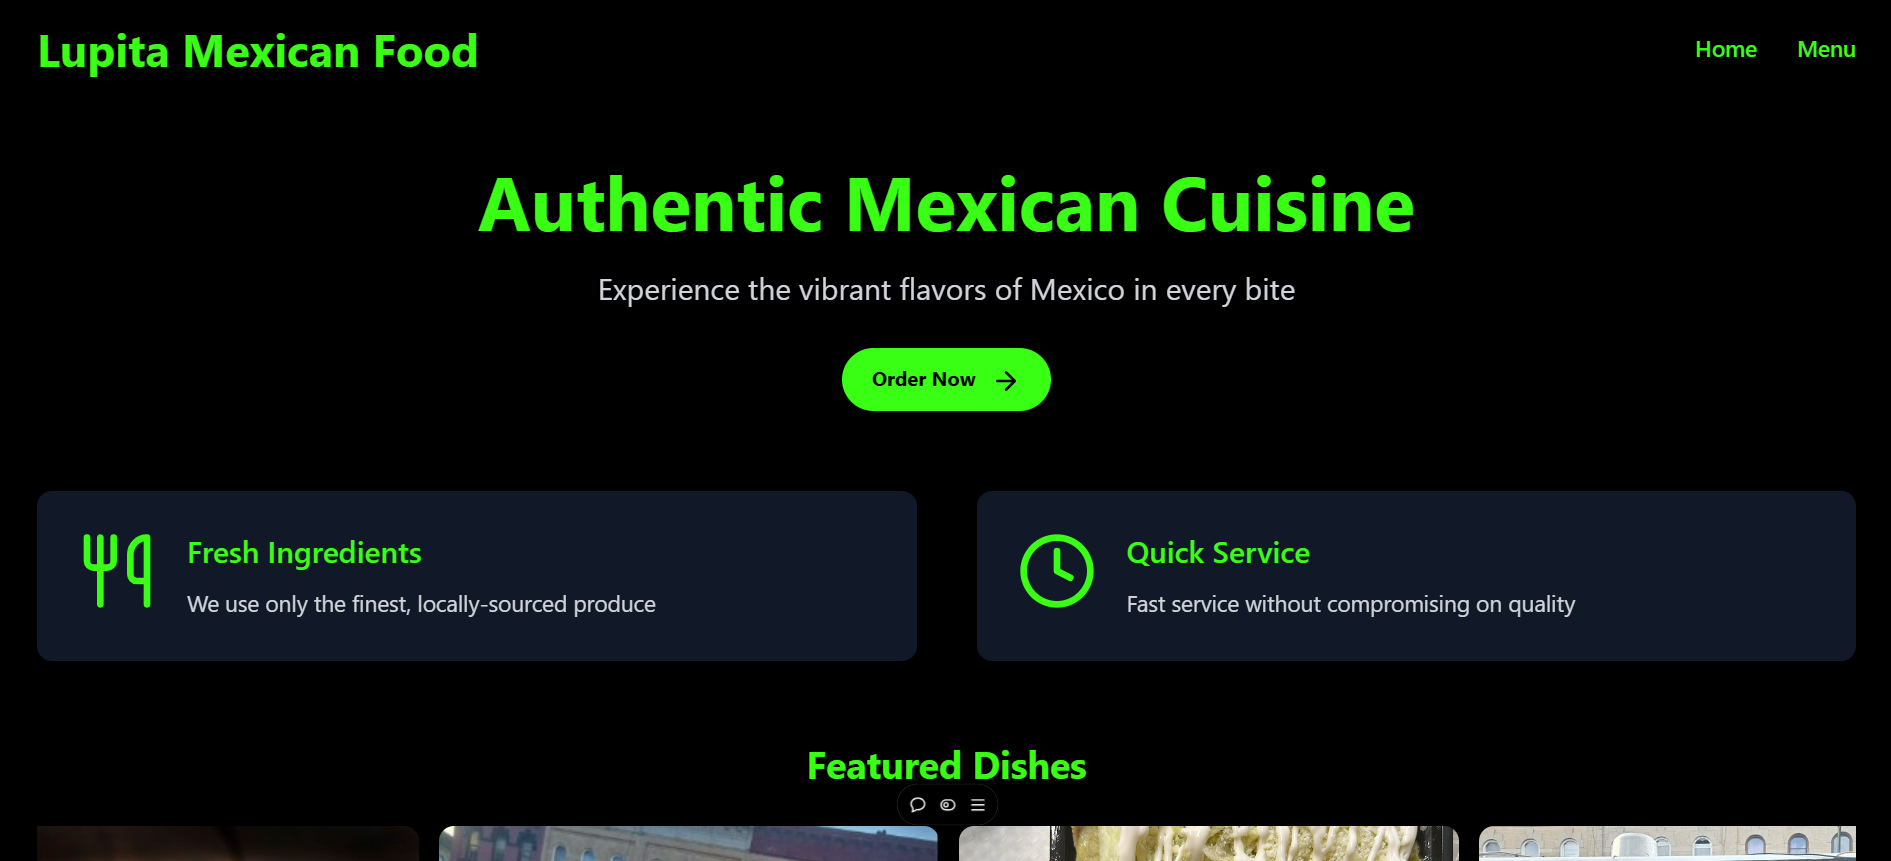 Lupita Mexican Food
Home
Menu
Authentic Mexican Cuisine
Experience the vibrant flavors of Mexico in every bite
Order Now
Fresh Ingredients
We use only the finest, locally-sourced produce
Quick Service
Fast service without compromising on quality
Featured Dishes